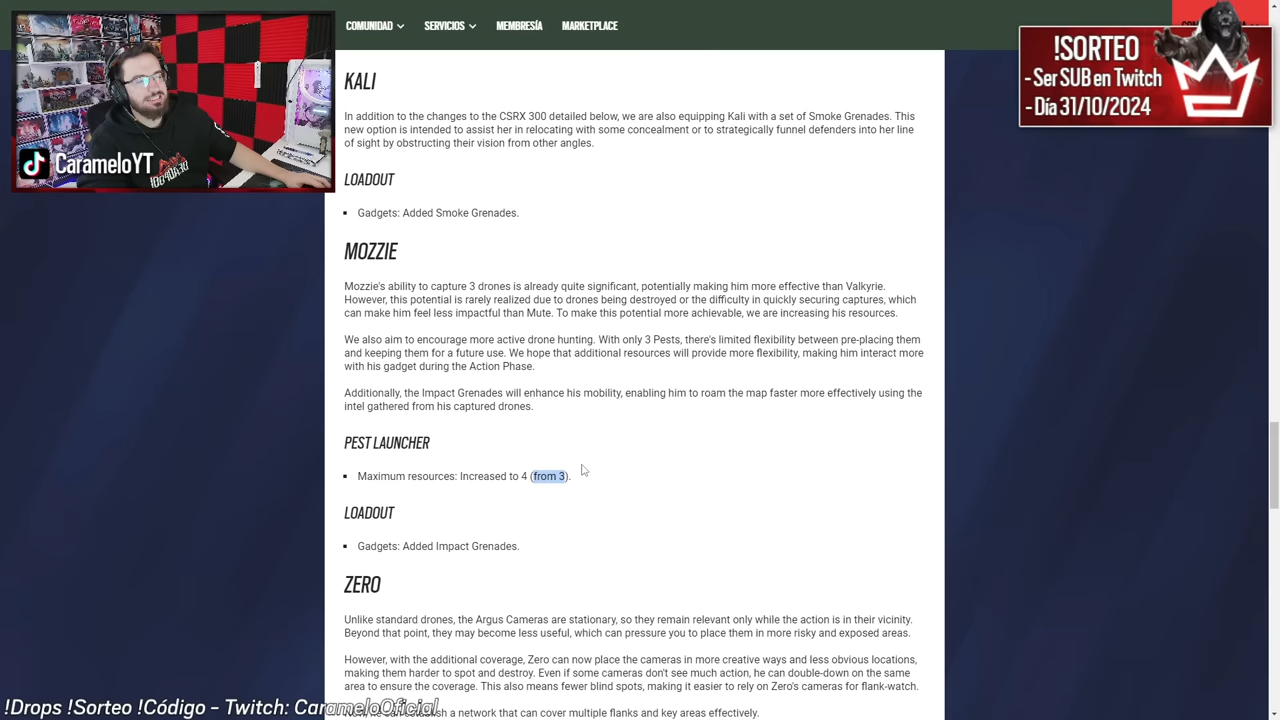 COMUNIDAD
SERVICIOS
MEMBRESÍA
MARKETPLACE
!SORTEO
- Ser SUB en Twitch
- Día 31/10/2024
CarameloYT
KALI
In addition to the changes to the CSRX 300 detailed below, we are also equipping Kali with a set of Smoke Grenades. This
new option is intended to assist her in relocating with some concealment or to strategically funnel defenders into her line
of sight by obstructing their vision from other angles.
LOADOUT
▪ Gadgets: Added Smoke Grenades.
MOZZIE
Mozzie's ability to capture 3 drones is already quite significant, potentially making him more effective than Valkyrie.
However, this potential is rarely realized due to drones being destroyed or the difficulty in quickly securing captures, which
can make him feel less impactful than Mute. To make this potential more achievable, we are increasing his resources.
We also aim to encourage more active drone hunting. With only 3 Pests, there's limited flexibility between pre-placing them
and keeping them for a future use. We hope that additional resources will provide more flexibility, making him interact more
with his gadget during the Action Phase.
Additionally, the Impact Grenades will enhance his mobility, enabling him to roam the map faster more effectively using the
intel gathered from his captured drones.
PEST LAUNCHER
▪ Maximum resources: Increased to 4 (from 3).
LOADOUT
▪ Gadgets: Added Impact Grenades.
ZERO
Unlike standard drones, the Argus Cameras are stationary, so they remain relevant only while the action is in their vicinity.
Beyond that point, they may become less useful, which can pressure you to place them in more risky and exposed areas.
However, with the additional coverage, Zero can now place the cameras in more creative ways and less obvious locations,
making them harder to spot and destroy. Even if some cameras don't see much action, he can double-down on the same
area to ensure the coverage. This also means fewer blind spots, making it easier to rely on Zero's cameras for flank-watch.
Now, he can establish a network that can cover multiple flanks and key areas effectively.
!Drops !Sorteo !Código - Twitch: CarameloOficial